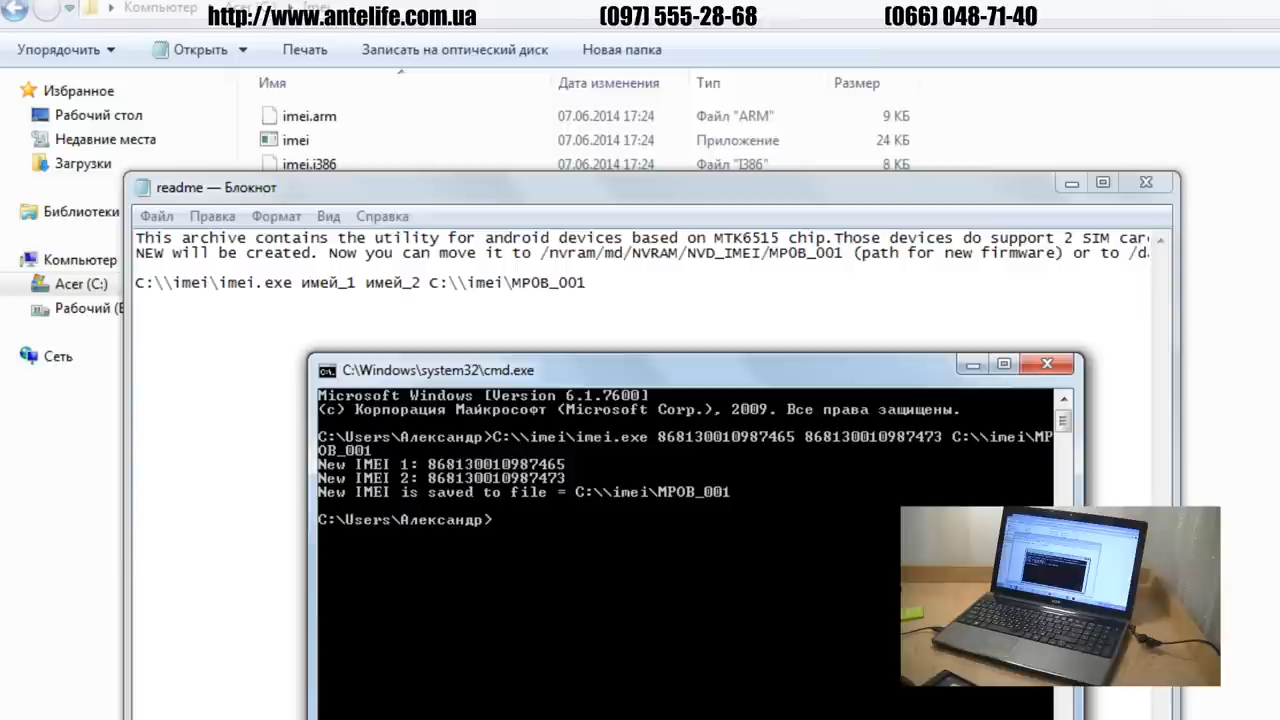 http://www.antelife.com.ua (097) 555-28-68 (066) 048-71-40
Компьютер Acer (C:) Imei
Упорядочить Открыть Печать Записать на оптический диск Новая папка
Имя Дата изменения Тип Размер
Избранное
Рабочий стол
Недавние места
Загрузки
Библиотеки
Компьютер
Acer (C:)
Рабочий (
Сеть
imei.arm 07.06.2014 17:24 Файл "ARM" 9 КБ
imei 07.06.2014 17:24 Приложение 24 КБ
imei.i386 07.06.2014 17:24 Файл "I386" 8 КБ
readme — Блокнот
Файл Правка Формат Вид Справка
This archive contains the utility for android devices based on MTK6515 chip.Those devices do support 2 SIM car
NEW will be created. Now you can move it to /nvram/md/NVRAM/NVD_IMEI/MP0B_001 (path for new firmware) or to /d
C:\\imei\imei.exe имей_1 имей_2 C:\\imei\MP0B_001
C:\Windows\system32\cmd.exe
Microsoft Windows [Version 6.1.7600]
(c) Корпорация Майкрософт (Microsoft Corp.), 2009. Все права защищены.
C:\Users\Александр>C:\\imei\imei.exe 868130010987465 868130010987473 C:\\imei\MP
0B_001
New IMEI 1: 868130010987465
New IMEI 2: 868130010987473
New IMEI is saved to file = C:\\imei\MP0B_001
C:\Users\Александр>